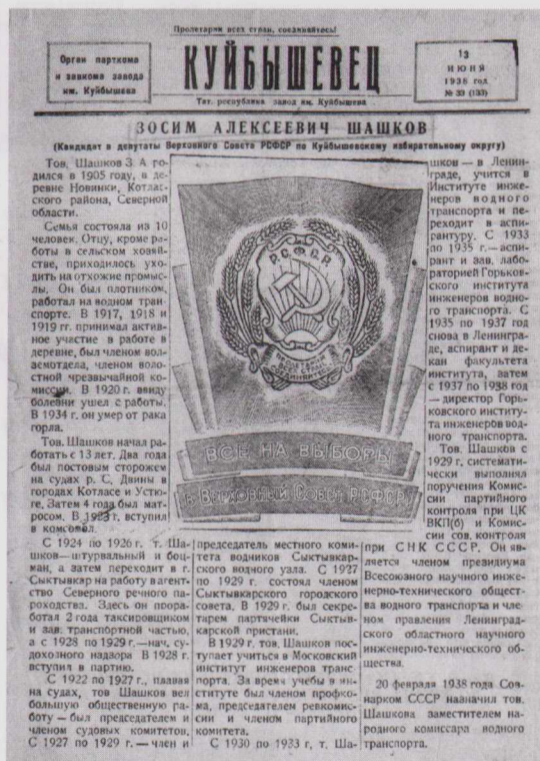 Пролетарии всех стран, соединяйтесь!
Орган парткома
и завкома завода
им. Куйбышева
КУЙБЫШЕВЕЦ
Тат. республика завод им. Куйбышева
13
ИЮНЯ
1938 год
№ 33 (133)
ЗОСИМ АЛЕКСЕЕВИЧ ШАШКОВ
(Кандидат в депутаты Верховного Совета РСФСР по Куйбышевскому избирательному округу)
Тов. Шашков З. А. ро-
дился в 1905 году, в де-
ревне Новинки, Котлас-
кого района, Северной
области.
Семья состояла из 10
человек. Отцу, кроме ра-
боты в сельском хозяй-
стве, приходилось ухо-
дить на отхожие промыс-
лы. Он был плотником,
работал на водном тран-
спорте. В 1917, 1918 и
1919 гг. принимал актив-
ное участие в работе в
деревне, был членом вол-
земотдела, членом воло-
стной чрезвычайной ко-
миссии. В 1920 г. ввиду
болезни ушел с работы.
В 1934 г. он умер от рака
горла.
Тов. Шашков начал ра-
ботать с 13 лет. Два года
был постовым сторожем
на судах р. С. Двины в
городах Котласе и Устю-
ге. Затем 4 года был мат-
росом. В 1923 г. вступил
в комсомол.
С 1924 по 1926 г. т. Ша-
шков—штурвальный и боц-
ман, а затем переходит в г.
Сыктывкар на работу в агент-
ство Северного речного па-
роходства. Здесь он прора-
ботал 2 года таксировщиком
и зав. транспортной частью,
а с 1928 по 1929 г.—нач. су-
доходного надзора В 1928 г.
вступил в партию.
С 1922 по 1927 г., плавая
на судах, тов Шашков вел
большую общественную ра-
боту — был председателем и
членом судовых комитетов.
С 1927 по 1929 г. — член и
Р.С.Ф.С.Р.
ВСЕ НА ВЫБОРЫ
в Верховный Совет РСФСР!
председатель местного коми-
тета водников Сыктывкар-
ского водного узла. С 1927
по 1929 г. состоял членом
Сыктывкарского городского
совета. В 1929 г. был секре-
тарем партячейки Сыктыв-
карской пристани.
В 1929 г. тов. Шашков пос-
тупает учиться в Московский
институт инженеров транс
порта. За время учебы в ин-
ституте был членом профко-
ма, председателем ревкомис-
сии и членом партийного
комитета.
С 1930 по 1933 г, т. Ша-
шков — в Ленин-
граде, учится в
Институте инже-
неров водного
транспорта и пе-
реходит в аспи-
рантуру. С 1933
по 1935 г.—аспи-
рант и зав. лабо-
раторией Горьков-
ского института
инженеров водно-
го транспорта. С
1935 по 1937 год
снова в Ленингра-
де, аспирант и де-
кан факультета
института, затем
с 1937 по 1938 год
—директор Горь-
ковского институ-
та инженеров вод-
ного транспорта.
Тов. Шашков с
1929 г. системати-
чески выполнял
поручения Комис-
сии партийного
контроля при ЦК
ВКП(б) и Комис-
сии сов. контроля
при СНК СССР. Он яв-
ляется членом президиума
Всесоюзного научного инже-
нерно-технического общест-
ва водного транспорта и чле-
ном правления Ленинград-
ского областного научного
инженерно-технического об-
щества.
20 февраля 1938 года Сов-
нарком СССР назначил тов.
Шашкова заместителем на-
родного комиссара водного
транспорта.